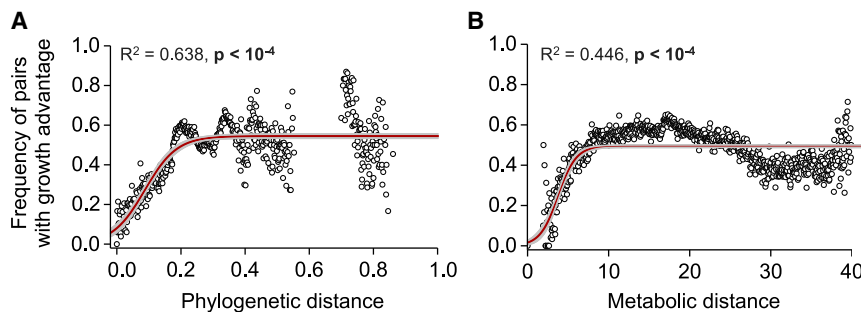 A
R² = 0.638, p < 10⁻⁴
Frequency of pairs
with growth advantage
1.0
0.8
0.6
0.4
0.2
0.0
0.0 0.2 0.4 0.6 0.8 1.0
Phylogenetic distance
B
R² = 0.446, p < 10⁻⁴
1.0
0.8
0.6
0.4
0.2
0.0
0 10 20 30 40
Metabolic distance